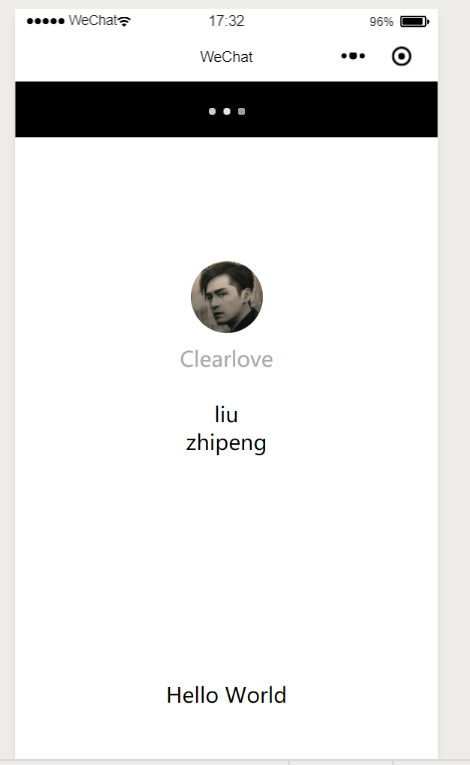 WeChat 17:32 96%
WeChat
Clearlove
liu
zhipeng
Hello World